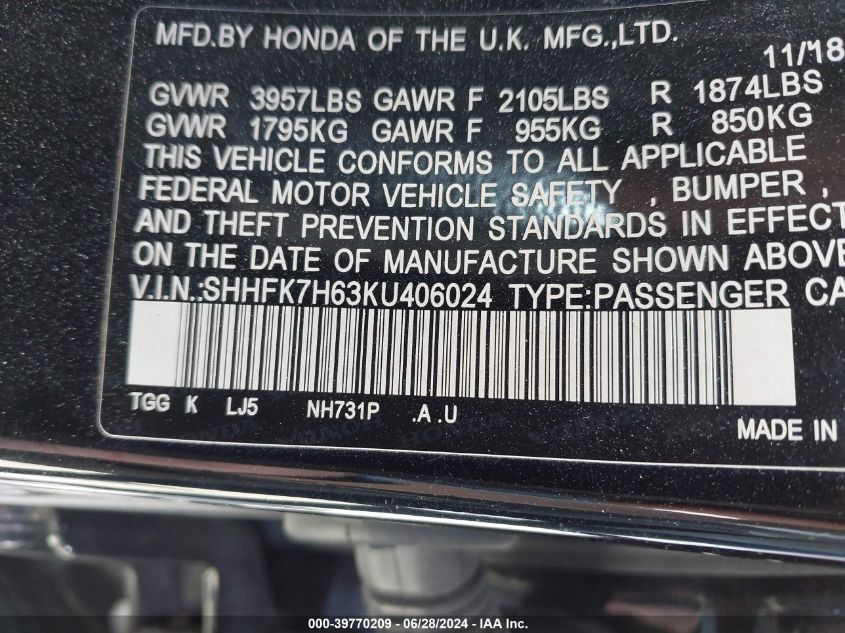 MFD.BY HONDA OF THE U.K. MFG.,LTD.
11/18
GVWR 3957LBS GAWR F 2105LBS R 1874LBS
GVWR 1795KG GAWR F 955KG R 850KG
THIS VEHICLE CONFORMS TO ALL APPLICABLE
FEDERAL MOTOR VEHICLE SAFETY , BUMPER ,
AND THEFT PREVENTION STANDARDS IN EFFECT
ON THE DATE OF MANUFACTURE SHOWN ABOVE
V.I.N.:SHHFK7H63KU406024 TYPE:PASSENGER CA
TGG K LJ5 NH731P .A .U
MADE IN
000-39770209 - 06/28/2024 - IAAI.COM